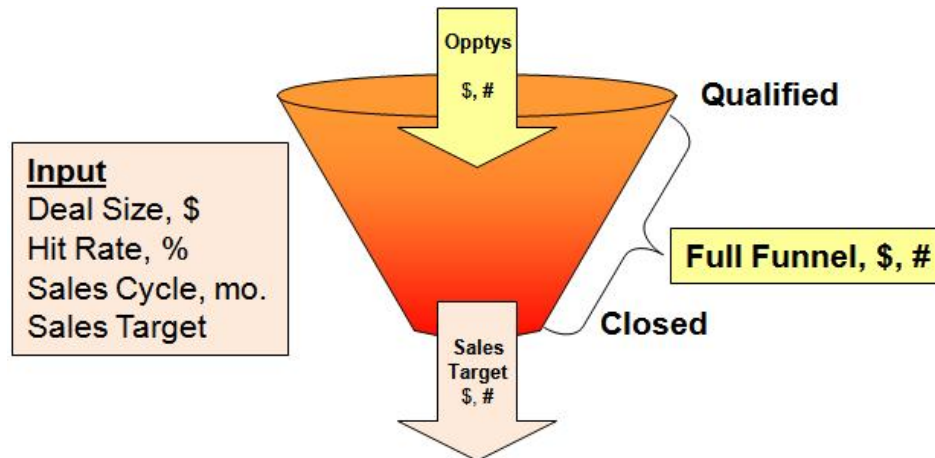 Opptys
$, #
Qualified
Input
Deal Size, $
Hit Rate, %
Sales Cycle, mo.
Sales Target
Full Funnel, $, #
Closed
Sales
Target
$, #